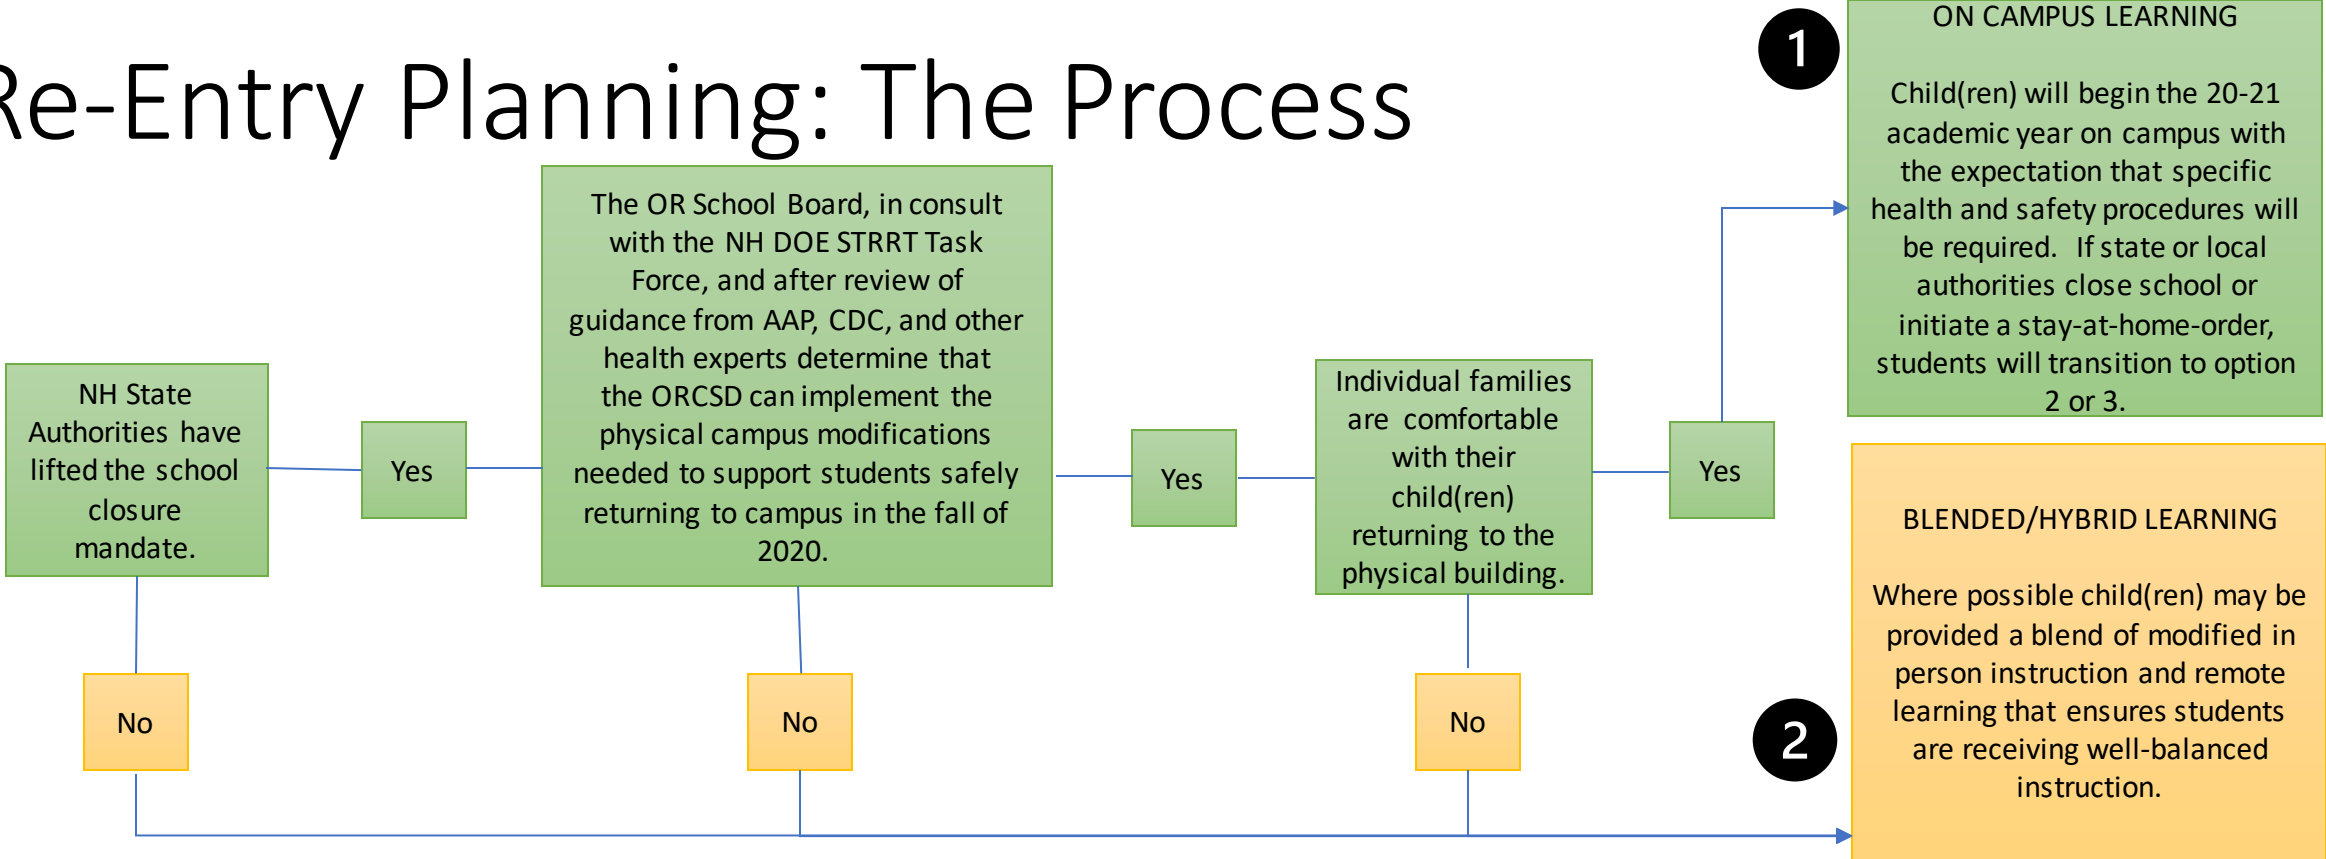 Re-Entry Planning: The Process
NH State
Authorities have
lifted the school
closure
mandate.
Yes
No
The OR School Board, in consult
with the NH DOE STRRT Task
Force, and after review of
guidance from AAP, CDC, and other
health experts determine that
the ORCSD can implement the
physical campus modifications
needed to support students safely
returning to campus in the fall of
2020.
Yes
No
Individual families
are comfortable
with their
child(ren)
returning to the
physical building.
Yes
No
1
ON CAMPUS LEARNING
Child(ren) will begin the 20-21
academic year on campus with
the expectation that specific
health and safety procedures will
be required. If state or local
authorities close school or
initiate a stay-at-home-order,
students will transition to option
2 or 3.
2
BLENDED/HYBRID LEARNING
Where possible child(ren) may be
provided a blend of modified in
person instruction and remote
learning that ensures students
are receiving well-balanced
instruction.